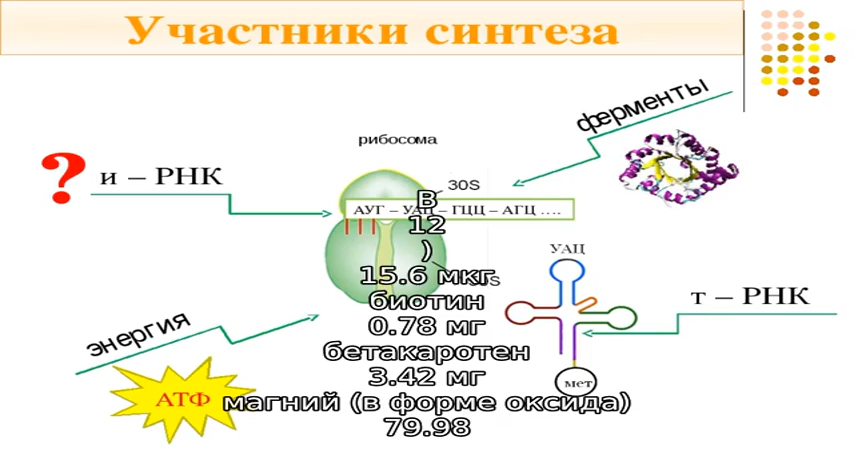 Участники синтеза
ферменты
рибосома
?
и – РНК
30S
АУГ – УАЦ – ГЦЦ – АГЦ ….
В
12
)
15.6 мкг
биотин
0.78 мг
бетакаротен
3.42 мг
магний (в форме оксида)
79.98
УАЦ
т – РНК
энергия
АТФ
мет